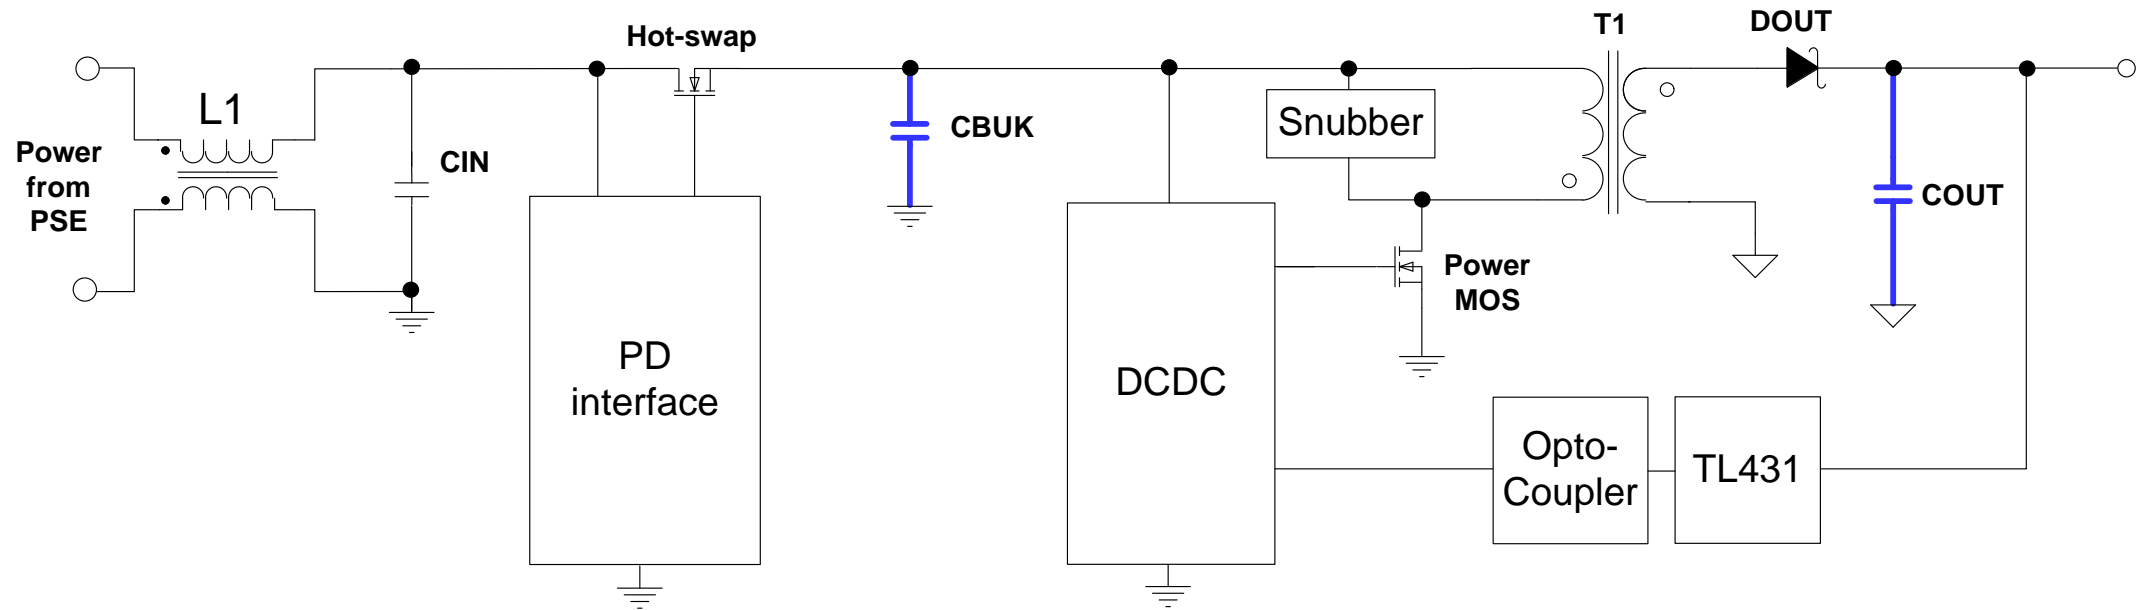 Hot-swap
T1
DOUT
L1
Power
from
PSE
CIN
CBUK
Snubber
COUT
Power
MOS
PD
interface
DCDC
Opto-
Coupler
TL431